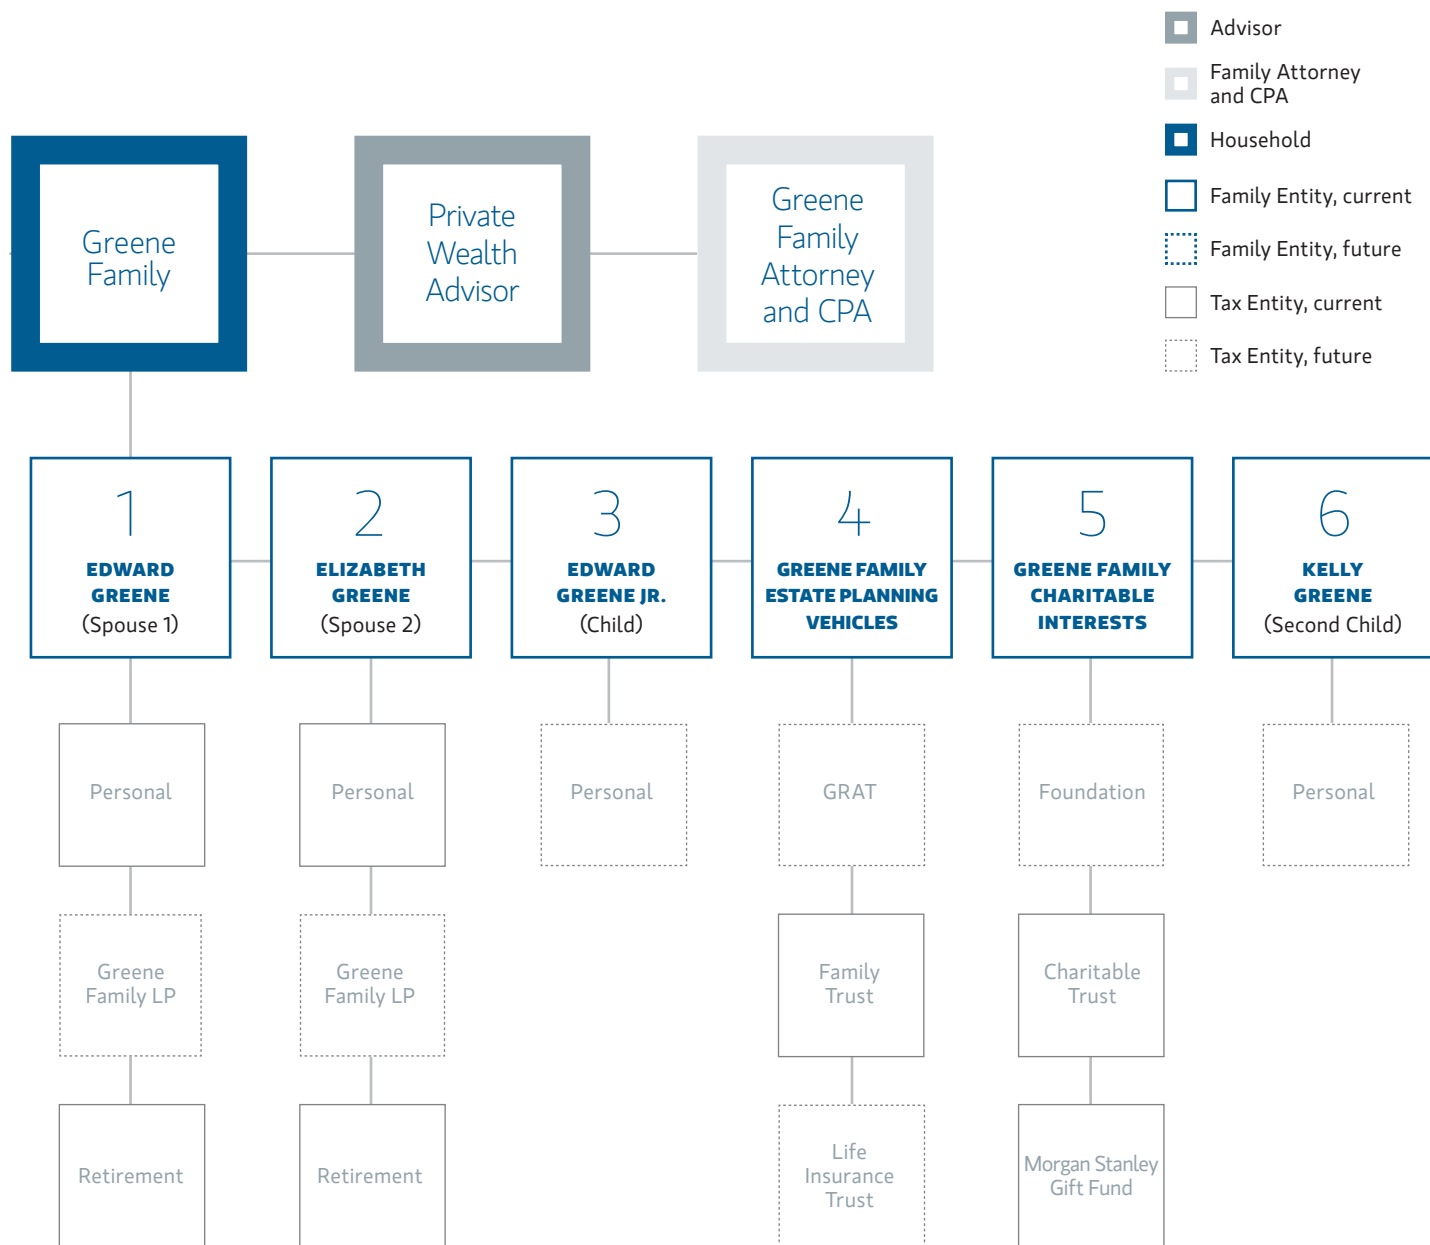 Advisor
Family Attorney
and CPA
Household
Family Entity, current
Family Entity, future
Tax Entity, current
Tax Entity, future
Greene
Family
Private
Wealth
Advisor
Greene
Family
Attorney
and CPA
1
EDWARD
GREENE
(Spouse 1)
2
ELIZABETH
GREENE
(Spouse 2)
3
EDWARD
GREENE JR.
(Child)
4
GREENE FAMILY
ESTATE PLANNING
VEHICLES
5
GREENE FAMILY
CHARITABLE
INTERESTS
6
KELLY
GREENE
(Second Child)
Personal
Personal
Personal
GRAT
Foundation
Personal
Greene
Family LP
Greene
Family LP
Family
Trust
Charitable
Trust
Retirement
Retirement
Life
Insurance
Trust
Morgan Stanley
Gift Fund